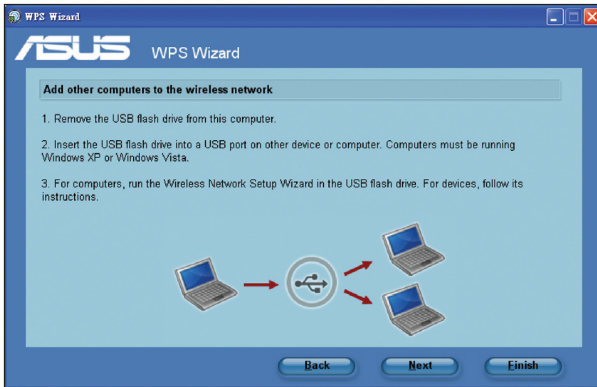 WPS Wizard
ASUS WPS Wizard
Add other computers to the wireless network
1. Remove the USB flash drive from this computer.
2. Insert the USB flash drive into a USB port on other device or computer. Computers must be running
Windows XP or Windows Vista.
3. For computers, run the Wireless Network Setup Wizard in the USB flash drive. For devices, follow its
instructions.
Back Next Finish